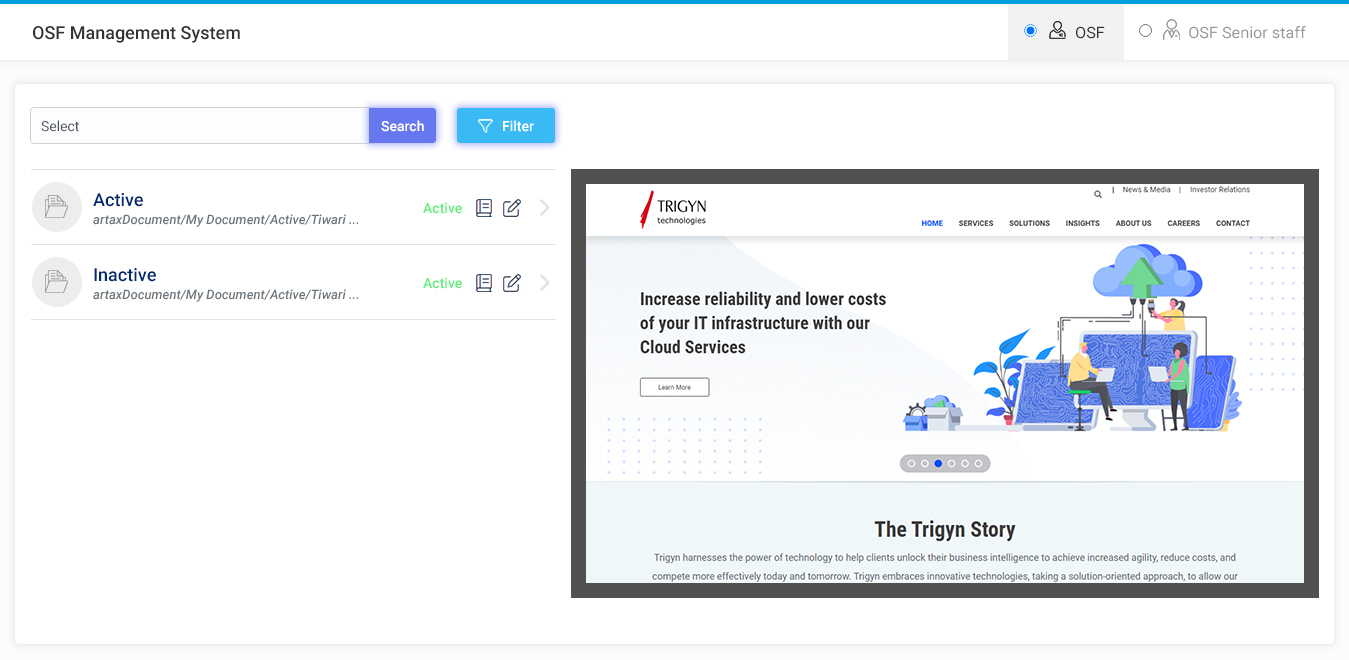 OSF Management System
OSF
OSF Senior staff
Select
Search
Filter
Active
artaxDocument/My Document/Active/Tiwari ...
Active
Inactive
artaxDocument/My Document/Active/Tiwari ...
Active
| News & Media | Investor Relations
TRIGYN
technologies
HOME SERVICES SOLUTIONS INSIGHTS ABOUT US CAREERS CONTACT
Increase reliability and lower costs
of your IT infrastructure with our
Cloud Services
Learn More
The Trigyn Story
Trigyn harnesses the power of technology to help clients unlock their business intelligence to achieve increased agility, reduce costs, and
compete more effectively today and tomorrow. Trigyn embraces innovative technologies, taking a solution-oriented approach, to allow our